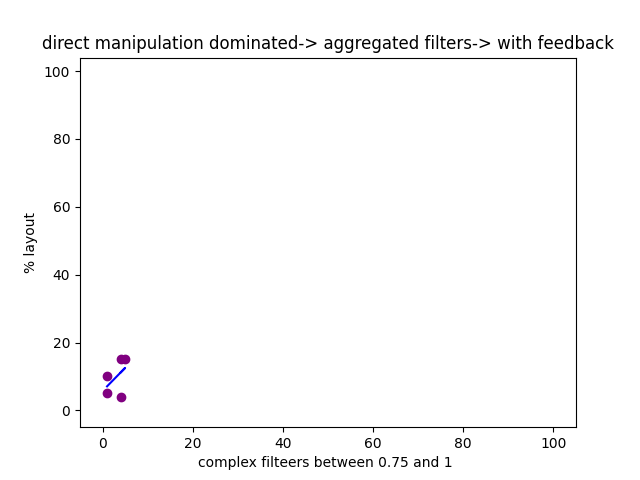 direct manipulation dominated-> aggregated filters-> with feedback
100
80
60
40
20
0
% layout
0 20 40 60 80 100
complex filteers between 0.75 and 1